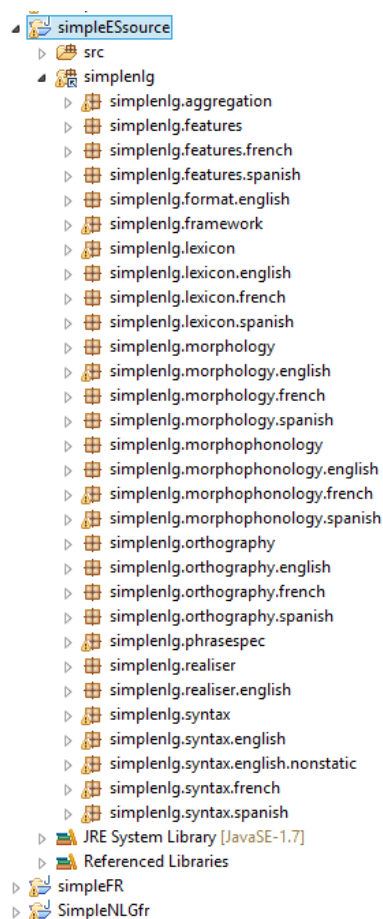 simpleESsource
src
simplenlg
simplenlg.aggregation
simplenlg.features
simplenlg.features.french
simplenlg.features.spanish
simplenlg.format.english
simplenlg.framework
simplenlg.lexicon
simplenlg.lexicon.english
simplenlg.lexicon.french
simplenlg.lexicon.spanish
simplenlg.morphology
simplenlg.morphology.english
simplenlg.morphology.french
simplenlg.morphology.spanish
simplenlg.morphophonology
simplenlg.morphophonology.english
simplenlg.morphophonology.french
simplenlg.morphophonology.spanish
simplenlg.orthography
simplenlg.orthography.english
simplenlg.orthography.french
simplenlg.orthography.spanish
simplenlg.phrasespec
simplenlg.realiser
simplenlg.realiser.english
simplenlg.syntax
simplenlg.syntax.english
simplenlg.syntax.english.nonstatic
simplenlg.syntax.french
simplenlg.syntax.spanish
JRE System Library [JavaSE-1.7]
Referenced Libraries
simpleFR
SimpleNLGfr